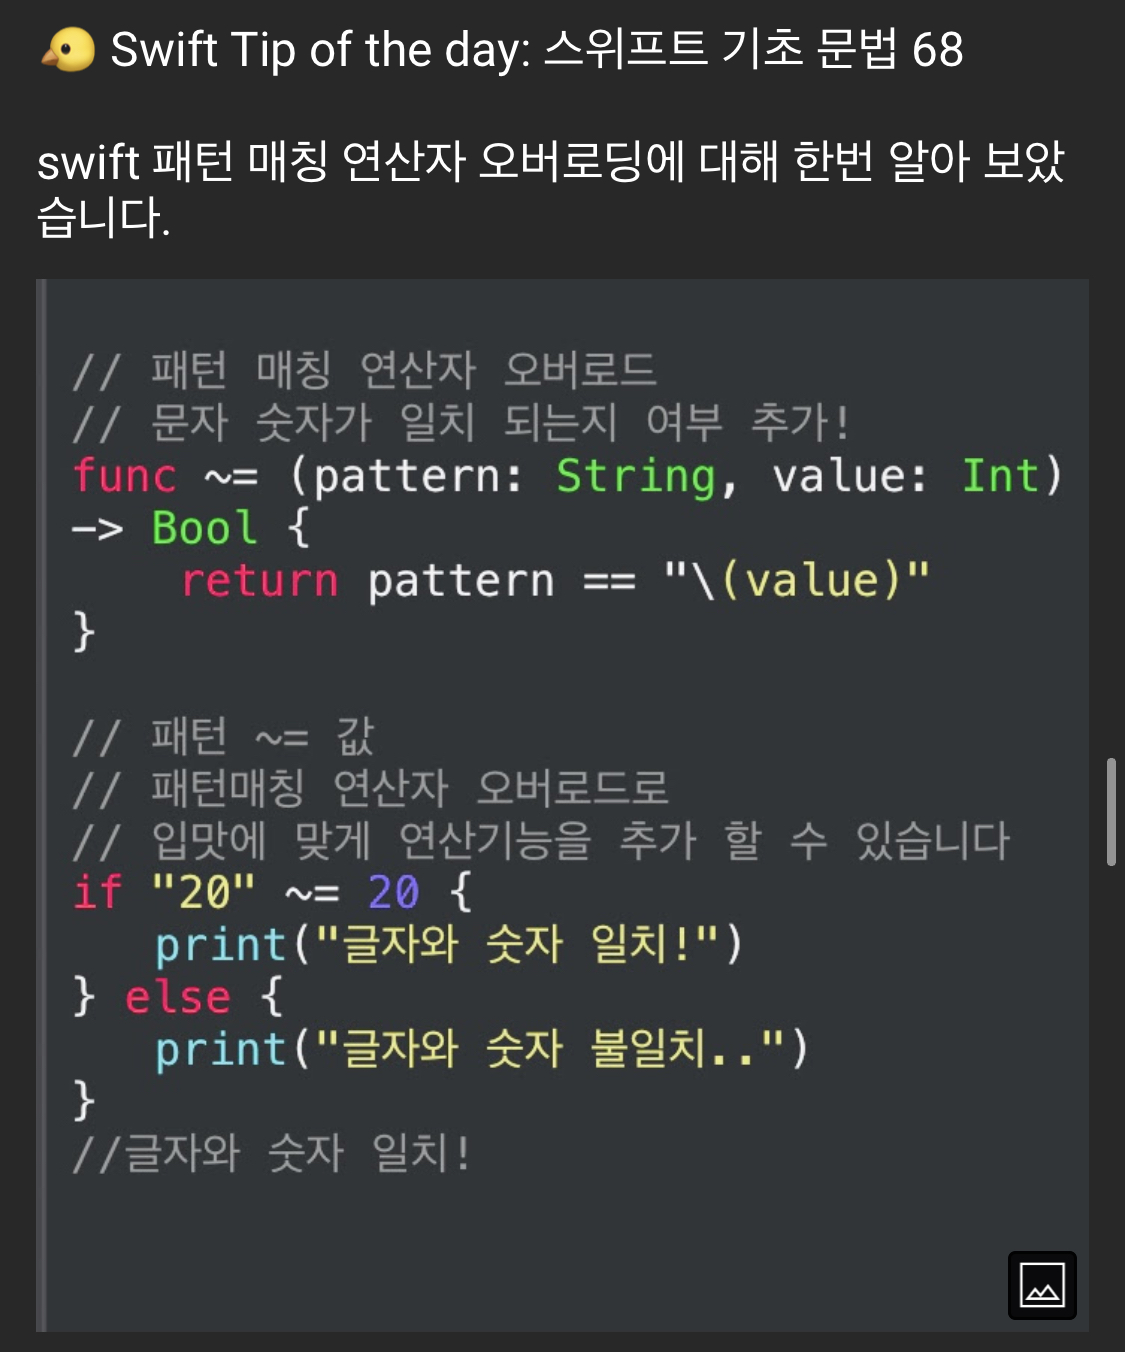 🐤 Swift Tip of the day: 스위프트 기초 문법 68
swift 패턴 매칭 연산자 오버로딩에 대해 한번 알아 보았
습니다.
// 패턴 매칭 연산자 오버로드
// 문자 숫자가 일치 되는지 여부 추가!
func ~= (pattern: String, value: Int)
-> Bool {
    return pattern == "\(value)"
}
// 패턴 ~= 값
// 패턴매칭 연산자 오버로드로
// 입맛에 맞게 연산기능을 추가 할 수 있습니다
if "20" ~= 20 {
   print("글자와 숫자 일치!")
} else {
   print("글자와 숫자 불일치..")
}
//글자와 숫자 일치!